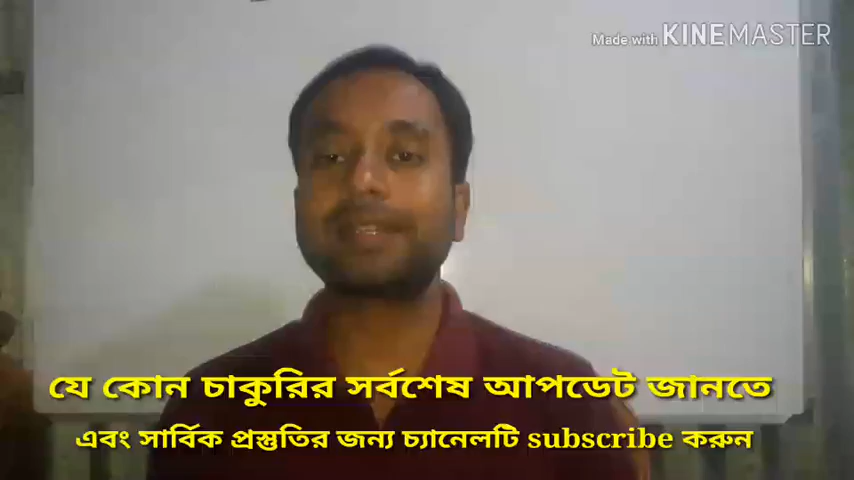 Made with KINEMASTER
যে কোন চাকুরির সর্বশেষ আপডেট জানতে
এবং সার্বিক প্রস্তুতির জন্য চ্যানেলটি subscribe করুন